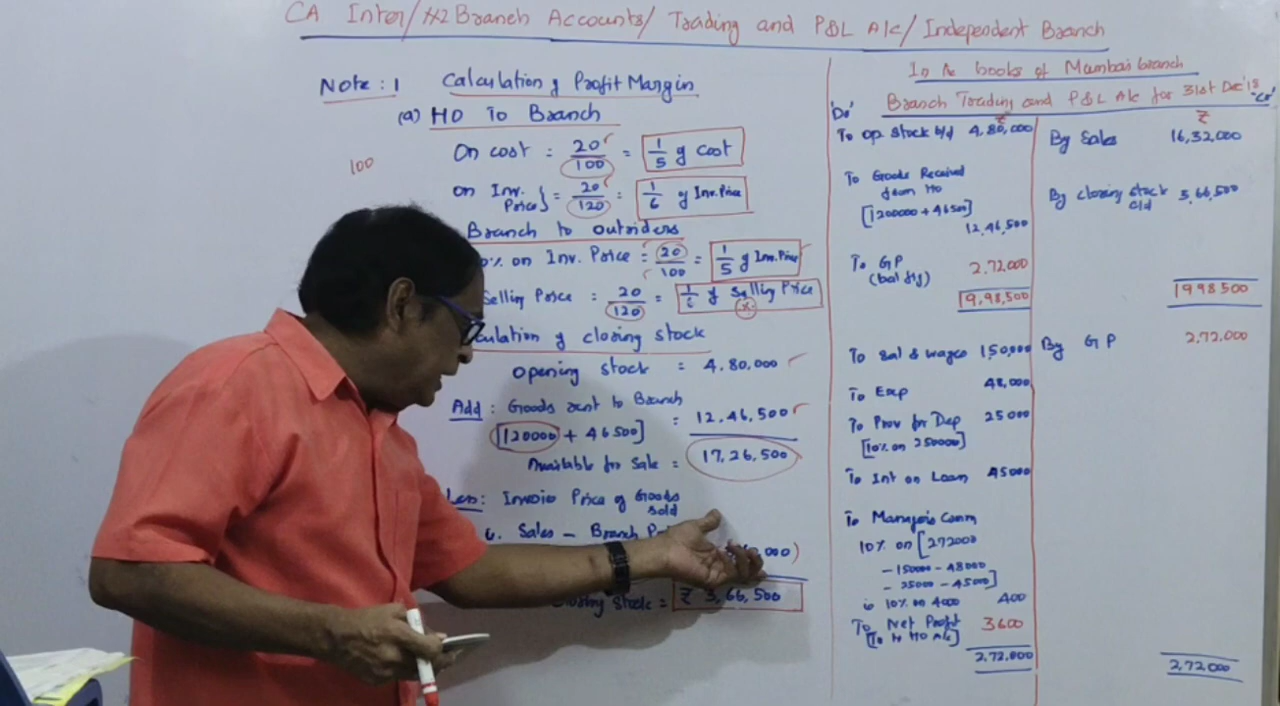 CA Inter/H2 Branch Accounts/ Trading and P&L A/c/ Independent Branch
Note: 1 Calculation of Profit Margin
(a) HO To Branch
On cost = 20/100 = 1/5 of Cost
100
on Inv. Price} = 20/120 = 1/6 of Inv. Price
Branch to outsiders
0% on Inv. Price = 20/100 = 1/5 of Inv. Price
Selling Price = 20/120 = 1/6 of Selling Price
culation of closing stock
Opening stock = 4,80,000
Add: Goods sent to Branch
[120000 + 46500] = 12,46,500
Available for Sale = 17,26,500
Less: Invoice Price of Goods
sold
Sales - Branch
000)
Stock = ₹ 3,66,500
In the books of Mumbai branch
Branch Trading and P&L A/c for 31st Dec'18
'Dr' 'Cr'
₹ ₹
To Op. Stock b/d 4,80,000 By Sales 16,32,000
To Goods Received
from HO
[1200000 + 46500]
12,46,500
By closing stock
c/d 3,66,500
To GP
(bal fig) 2,72,000
19,98,500 1998500
To Sal & wages 150,000 By GP 2,72,000
To Exp 48,000
To Prov for Dep 25000
[10% on 250000]
To Int on Loan 45000
To Manager's Comm
10% on [272000
- 150000 - 48000
- 25000 - 45000]
is 10% on 4000 400
To Net Profit 3600
[To HO A/c]
2,72,000 2,72,000